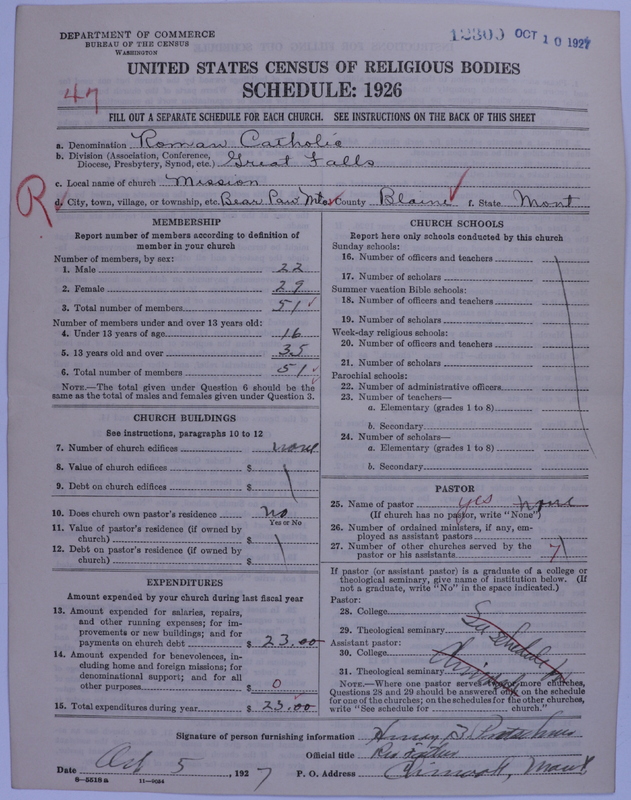 DEPARTMENT OF COMMERCE
BUREAU OF THE CENSUS
WASHINGTON
12300 OCT 10 1927
UNITED STATES CENSUS OF RELIGIOUS BODIES
SCHEDULE: 1926
47
FILL OUT A SEPARATE SCHEDULE FOR EACH CHURCH. SEE INSTRUCTIONS ON THE BACK OF THIS SHEET
a. Denomination Roman Catholic
b. Division (Association, Conference, Diocese, Presbytery, Synod, etc.) Great Falls
c. Local name of church Mission
R
d. City, town, village, or township, etc. Bear Paw Mts County Blaine f. State Mont
MEMBERSHIP
Report number of members according to definition of member in your church
Number of members, by sex:
1. Male 22
2. Female 29
3. Total number of members 51
Number of members under and over 13 years old:
4. Under 13 years of age 16
5. 13 years old and over 35
6. Total number of members 51
NOTE.—The total given under Question 6 should be the same as the total of males and females given under Question 3.
CHURCH BUILDINGS
See instructions, paragraphs 10 to 12
7. Number of church edifices none
8. Value of church edifices $
9. Debt on church edifices $
10. Does church own pastor's residence no
Yes or No
11. Value of pastor's residence (if owned by church) $
12. Debt on pastor's residence (if owned by church) $
EXPENDITURES
Amount expended by your church during last fiscal year
13. Amount expended for salaries, repairs, and other running expenses; for improvements or new buildings; and for payments on church debt $ 23.00
14. Amount expended for benevolences, including home and foreign missions; for denominational support; and for all other purposes $ 0
15. Total expenditures during year $ 23.00
CHURCH SCHOOLS
Report here only schools conducted by this church
Sunday schools:
16. Number of officers and teachers
17. Number of scholars
Summer vacation Bible schools:
18. Number of officers and teachers
19. Number of scholars
Week-day religious schools:
20. Number of officers and teachers
21. Number of scholars
Parochial schools:
22. Number of administrative officers
23. Number of teachers—
a. Elementary (grades 1 to 8)
b. Secondary
24. Number of scholars—
a. Elementary (grades 1 to 8)
b. Secondary
PASTOR
25. Name of pastor yes none
(If church has no pastor, write "None")
26. Number of ordained ministers, if any, employed as assistant pastors
27. Number of other churches served by the pastor or his assistants 7
If pastor (or assistant pastor) is a graduate of a college or theological seminary, give name of institution below. (If not a graduate, write "No" in the space indicated.)
Pastor:
28. College
29. Theological seminary See schedule for
Assistant pastor:
30. College Chinook
31. Theological seminary
NOTE.—Where one pastor serves two or more churches, Questions 28 and 29 should be answered only on the schedule for one of the churches; on the schedules for the other churches, write "See schedule for church."
Signature of person furnishing information Henry B.
Official title
Date Oct 5, 1927 P. O. Address Chinook, Mont
8—5518a 11—9034